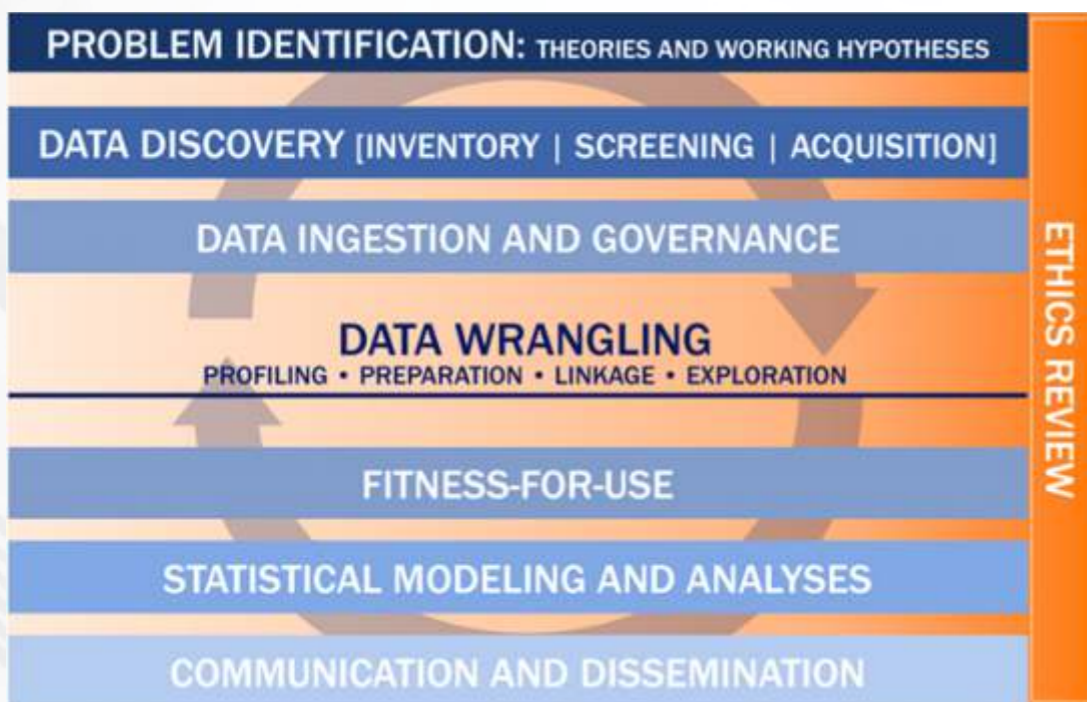 PROBLEM IDENTIFICATION: THEORIES AND WORKING HYPOTHESES
DATA DISCOVERY [INVENTORY | SCREENING | ACQUISITION]
DATA INGESTION AND GOVERNANCE
DATA WRANGLING
PROFILING • PREPARATION • LINKAGE • EXPLORATION
FITNESS-FOR-USE
STATISTICAL MODELING AND ANALYSES
COMMUNICATION AND DISSEMINATION
ETHICS REVIEW